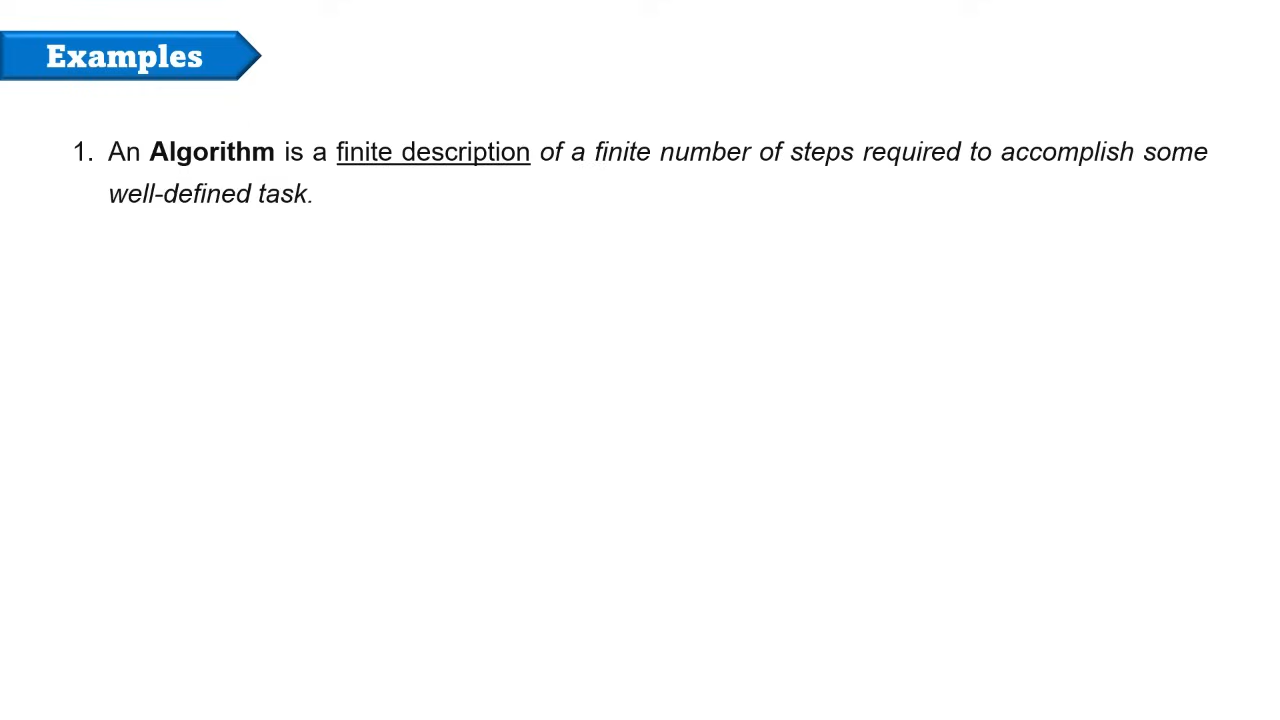 Examples
1. An Algorithm is a finite description of a finite number of steps required to accomplish some
well-defined task.